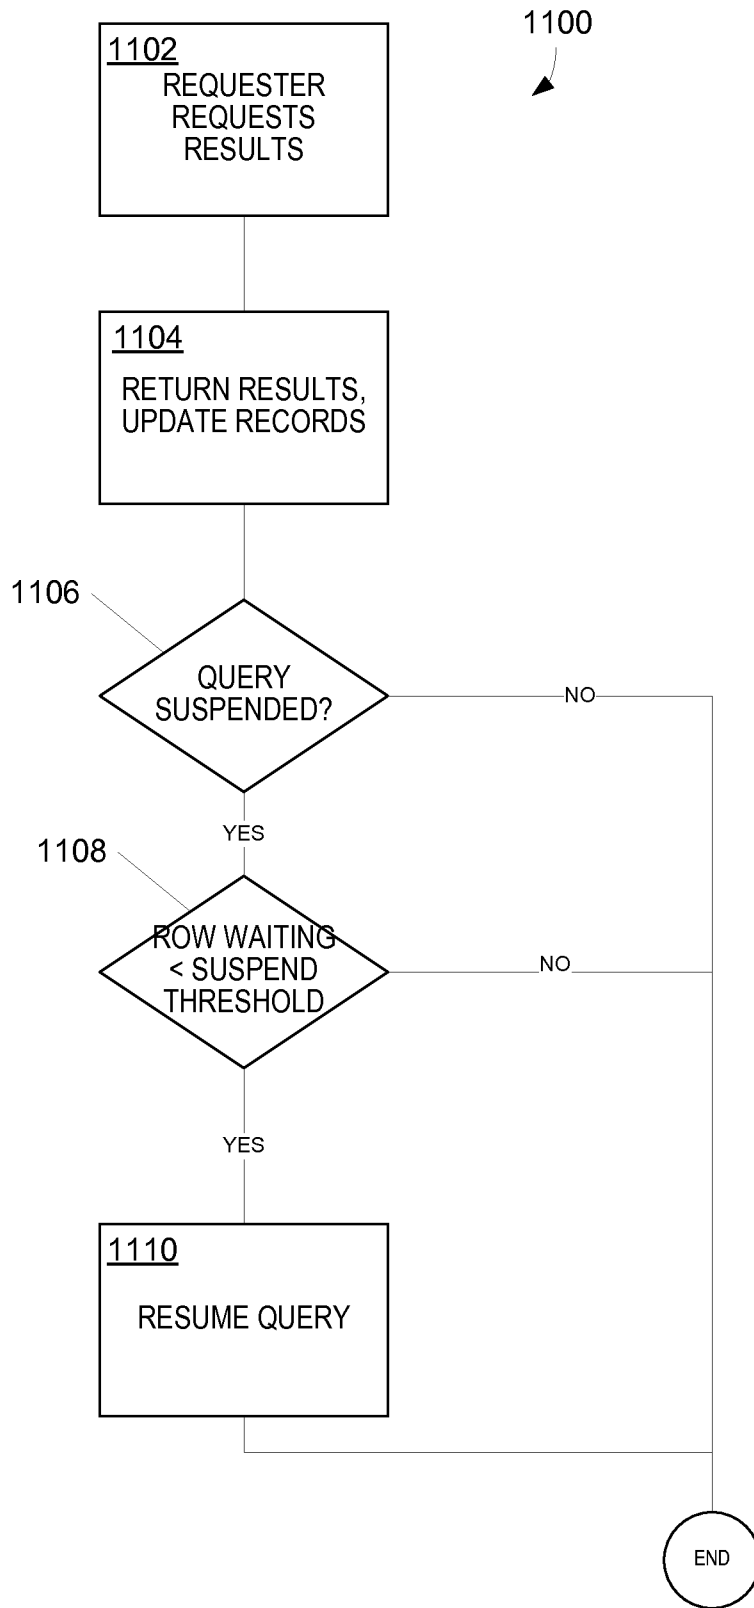 1100
1102
REQUESTER
REQUESTS
RESULTS
1104
RETURN RESULTS,
UPDATE RECORDS
1106
QUERY
SUSPENDED?
NO
YES
1108
ROW WAITING
< SUSPEND
THRESHOLD
NO
YES
1110
RESUME QUERY
END